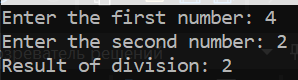 Enter the first number: 4
Enter the second number: 2
Result of division: 2